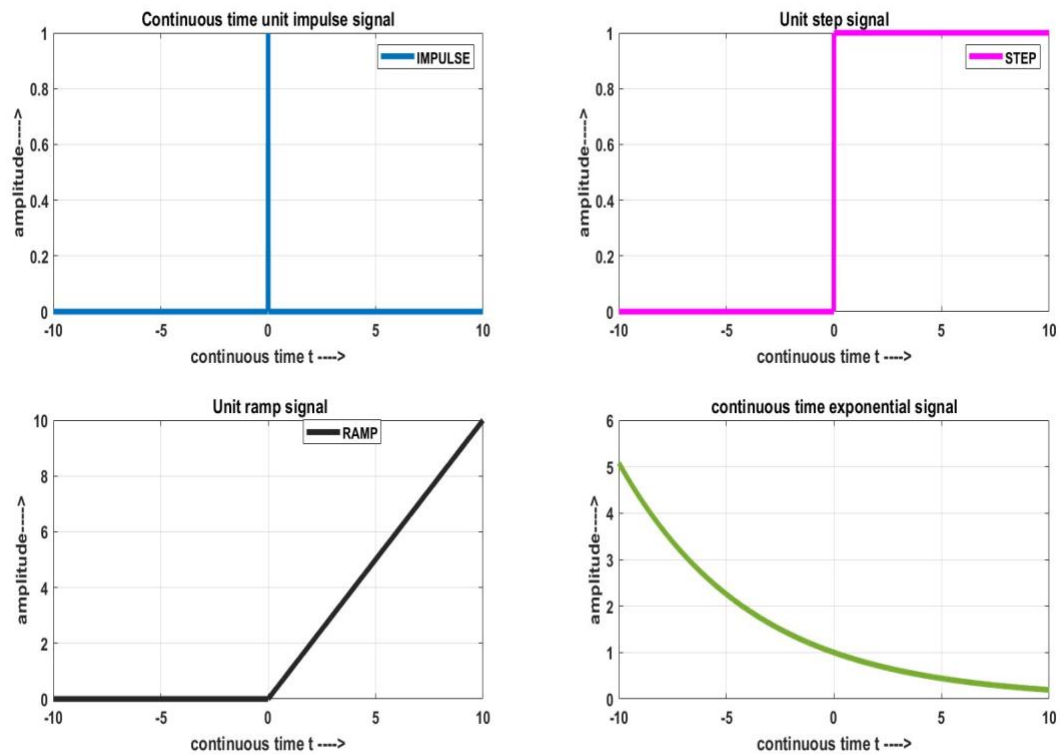 Continuous time unit impulse signal
1
0.8
0.6
0.4
0.2
0
amplitude---->
IMPULSE
-10 -5 0 5 10
continuous time t ---->
Unit step signal
1
0.8
0.6
0.4
0.2
0
amplitude---->
STEP
-10 -5 0 5 10
continuous time t ---->
Unit ramp signal
10
8
6
4
2
0
amplitude---->
RAMP
-10 -5 0 5 10
continuous time t ---->
continuous time exponential signal
6
5
4
3
2
1
0
amplitude---->
-10 -5 0 5 10
continuous time t ---->